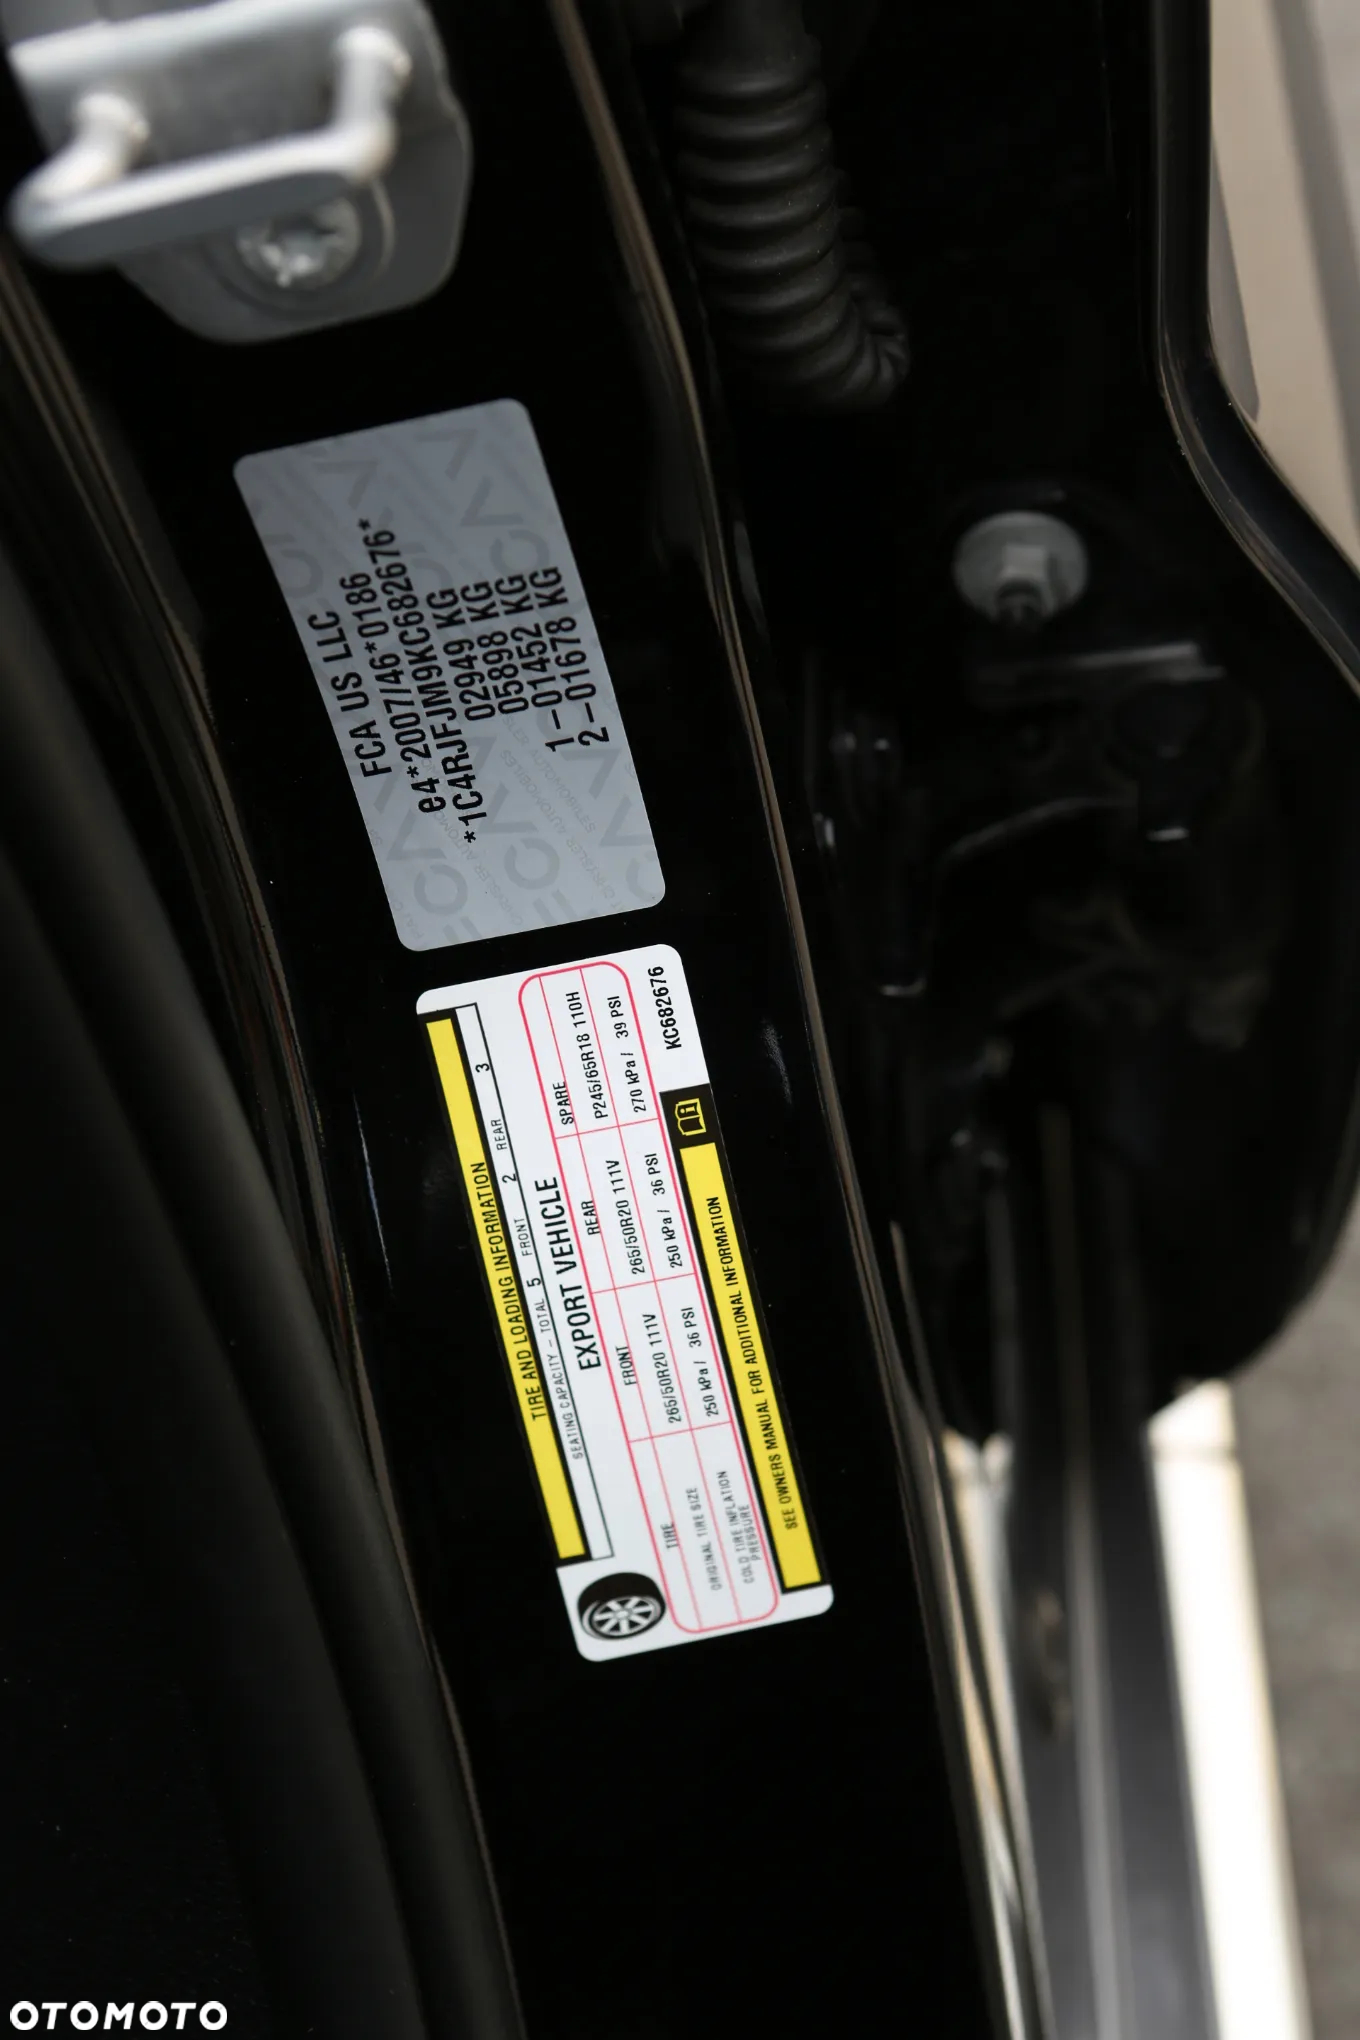 FCA US LLC
e4*2007/46*0186
*1C4RJFJM9KC682676*
02949 KG
05898 KG
1-01452 KG
2-01678 KG
TIRE AND LOADING INFORMATION
SEATING CAPACITY - TOTAL 5 FRONT 2 REAR 3
EXPORT VEHICLE
TIRE FRONT REAR SPARE
ORIGINAL TIRE SIZE 265/50R20 111V 265/50R20 111V P245/65R18 110H
COLD TIRE INFLATION PRESSURE 250 kPa/ 36 PSI 250 kPa/ 36 PSI 270 kPa/ 39 PSI
SEE OWNERS MANUAL FOR ADDITIONAL INFORMATION
KC682676
OTOMOTO